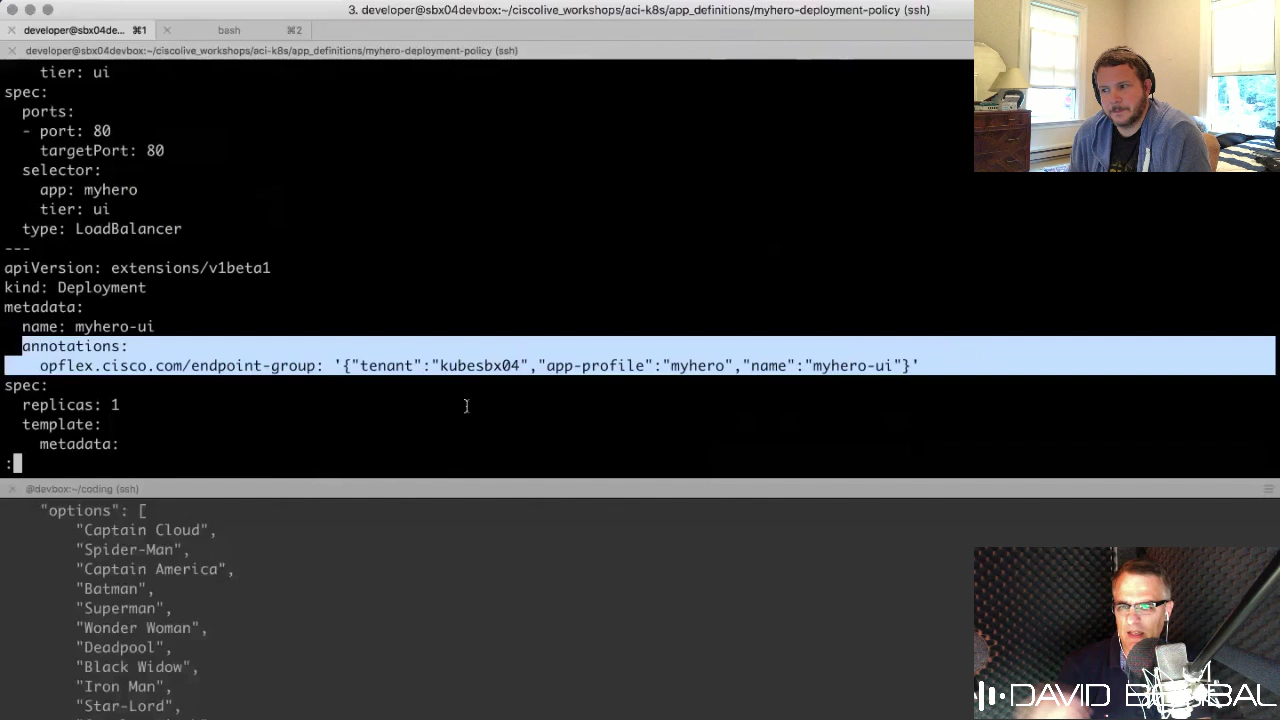 3. developer@sbx04devbox:~/ciscolive_workshops/aci-k8s/app_definitions/myhero-deployment-policy (ssh)
developer@sbx04de... ⌘1
bash ⌘2
developer@sbx04devbox:~/ciscolive_workshops/aci-k8s/app_definitions/myhero-deployment-policy (ssh)
tier: ui
spec:
ports:
- port: 80
targetPort: 80
selector:
app: myhero
tier: ui
type: LoadBalancer
---
apiVersion: extensions/v1beta1
kind: Deployment
metadata:
name: myhero-ui
annotations:
opflex.cisco.com/endpoint-group: '{"tenant":"kubesbx04","app-profile":"myhero","name":"myhero-ui"}'
spec:
replicas: 1
template:
metadata:
:
@devbox:~/coding (ssh)
"options": [
"Captain Cloud",
"Spider-Man",
"Captain America",
"Batman",
"Superman",
"Wonder Woman",
"Deadpool",
"Black Widow",
"Iron Man",
"Star-Lord",
DAVID